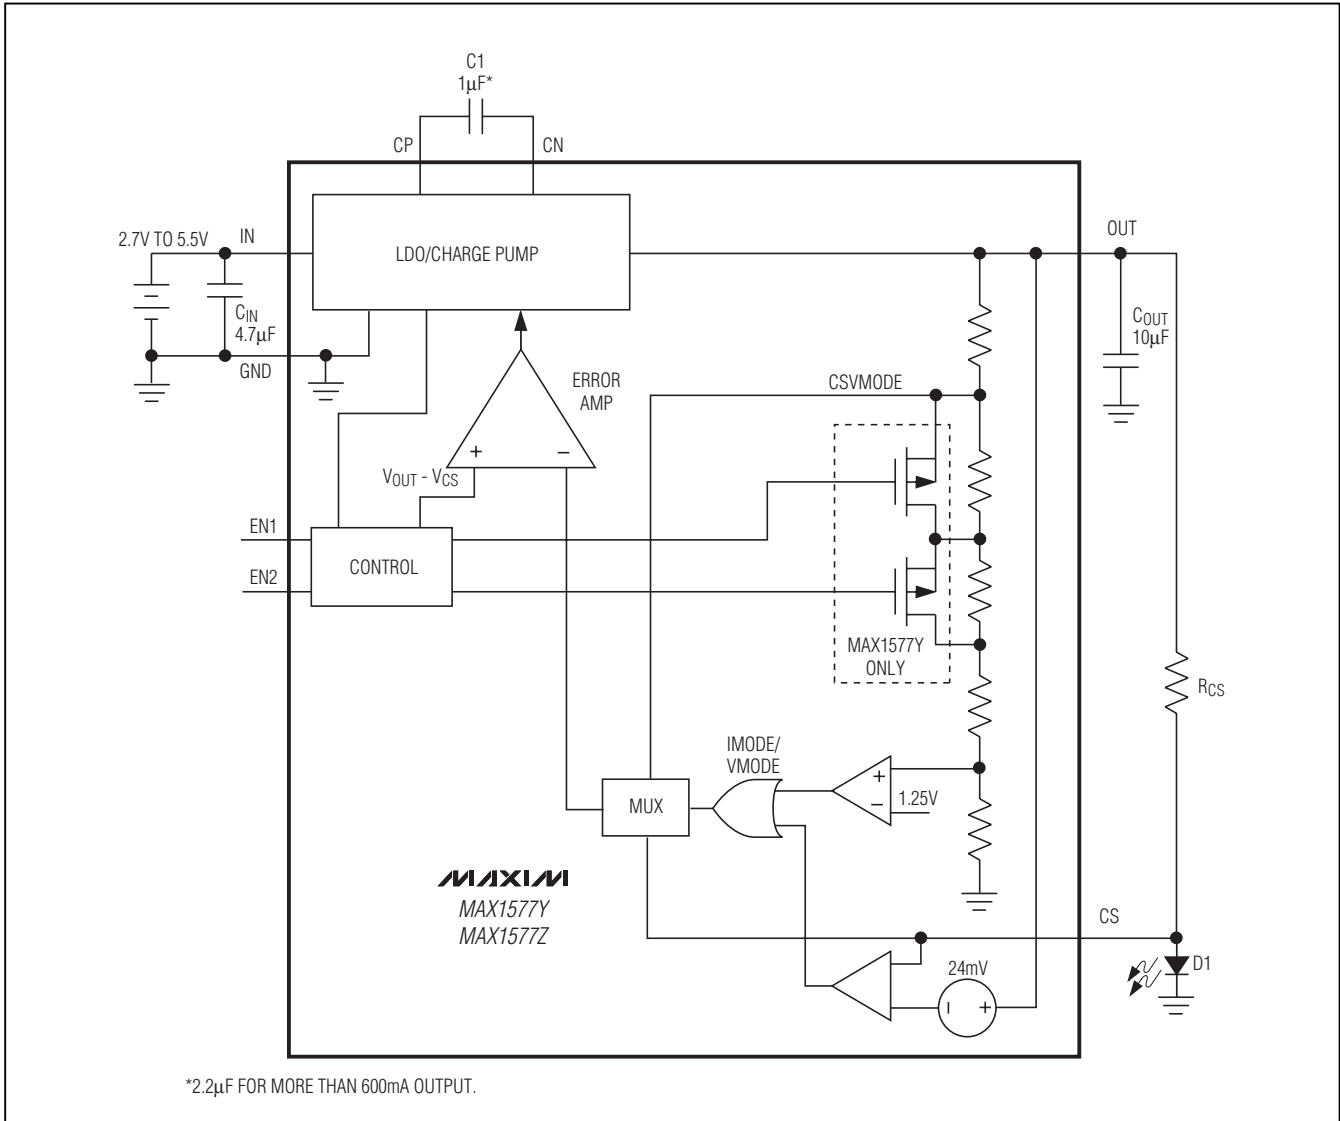 C1
1μF*
CP
CN
2.7V TO 5.5V
IN
LDO/CHARGE PUMP
OUT
CIN
4.7μF
GND
COUT
10μF
ERROR
AMP
CSVMODE
+
−
VOUT - VCS
EN1
EN2
CONTROL
MAX1577Y
ONLY
RCS
IMODE/
VMODE
MUX
+
−
1.25V
MAXIM
MAX1577Y
MAX1577Z
CS
24mV
− +
D1
*2.2μF FOR MORE THAN 600mA OUTPUT.